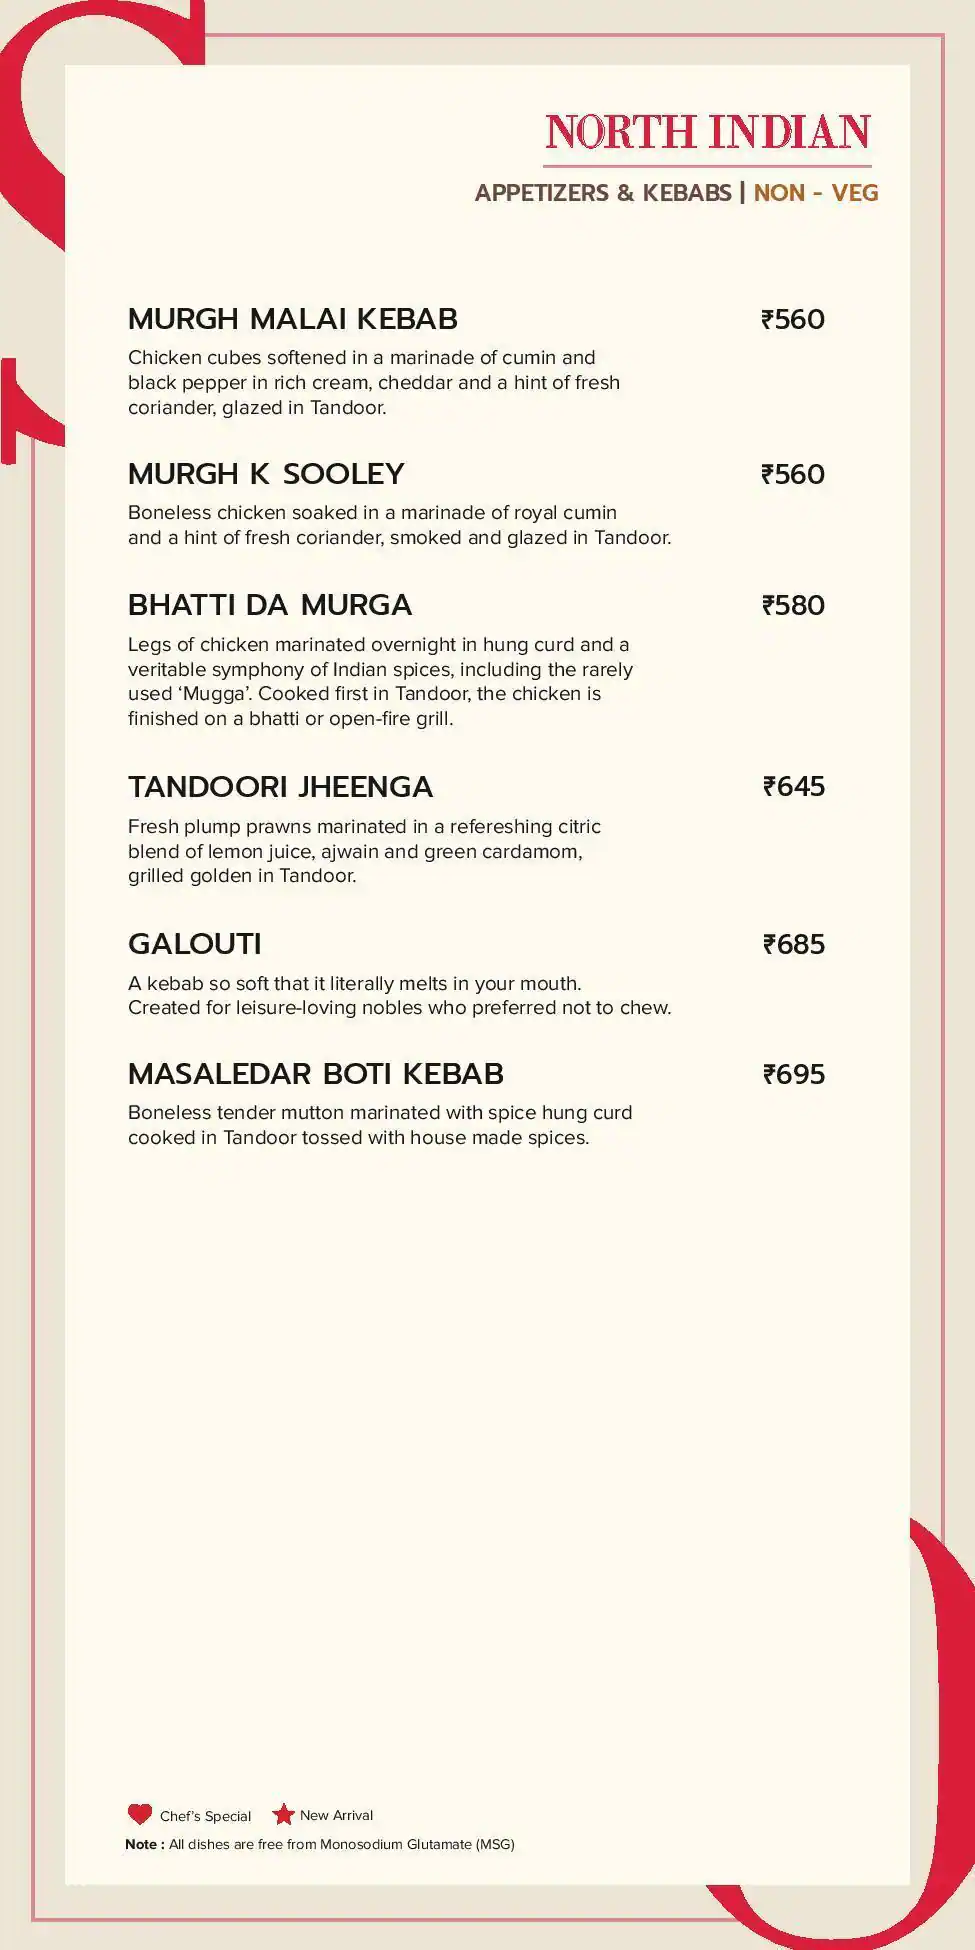 NORTH INDIAN
APPETIZERS & KEBABS | NON - VEG
MURGH MALAI KEBAB ₹560
Chicken cubes softened in a marinade of cumin and
black pepper in rich cream, cheddar and a hint of fresh
coriander, glazed in Tandoor.
MURGH K SOOLEY ₹560
Boneless chicken soaked in a marinade of royal cumin
and a hint of fresh coriander, smoked and glazed in Tandoor.
BHATTI DA MURGA ₹580
Legs of chicken marinated overnight in hung curd and a
veritable symphony of Indian spices, including the rarely
used ‘Mugga’. Cooked first in Tandoor, the chicken is
finished on a bhatti or open-fire grill.
TANDOORI JHEENGA ₹645
Fresh plump prawns marinated in a refereshing citric
blend of lemon juice, ajwain and green cardamom,
grilled golden in Tandoor.
GALOUTI ₹685
A kebab so soft that it literally melts in your mouth.
Created for leisure-loving nobles who preferred not to chew.
MASALEDAR BOTI KEBAB ₹695
Boneless tender mutton marinated with spice hung curd
cooked in Tandoor tossed with house made spices.
Chef's Special New Arrival
Note : All dishes are free from Monosodium Glutamate (MSG)